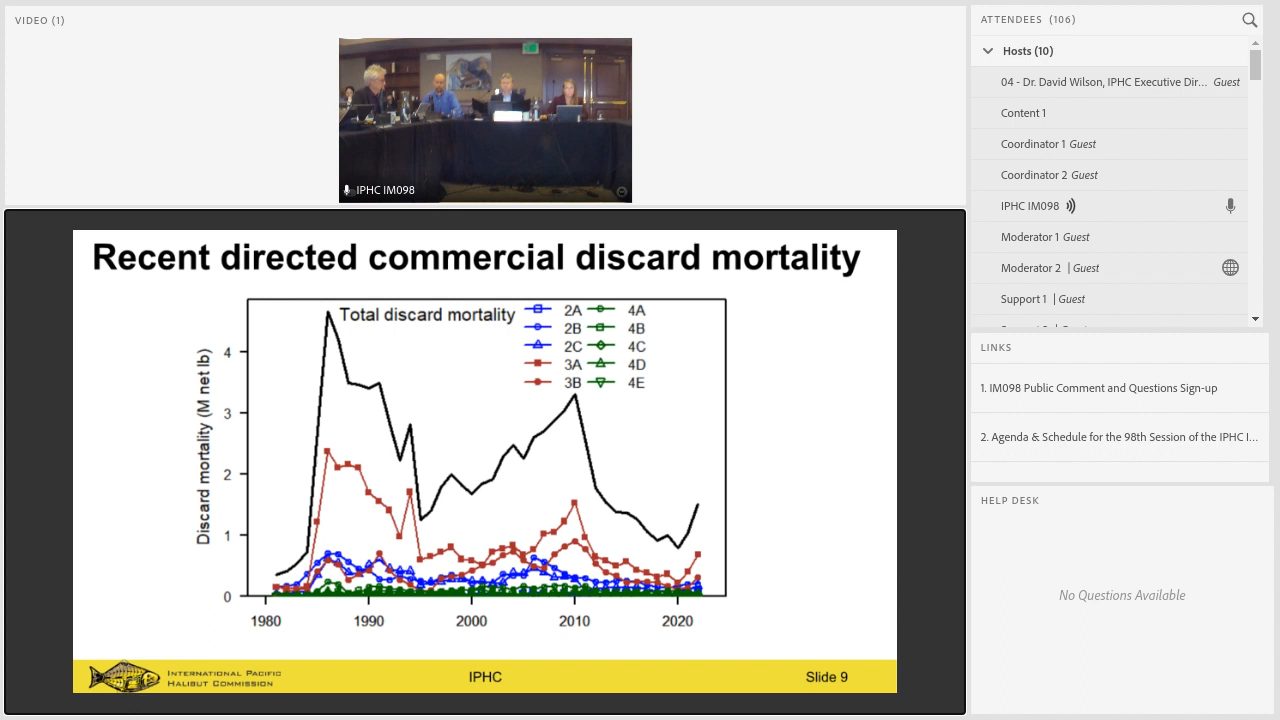 VIDEO (1)
IPHC IM098
Recent directed commercial discard mortality
Total discard mortality
2A
4A
2B
4B
2C
4C
3A
4D
3B
4E
Discard mortality (M net lb)
4
3
2
1
0
1980
1990
2000
2010
2020
INTERNATIONAL PACIFIC
HALIBUT COMMISSION
IPHC
Slide 9
ATTENDEES (106)
Hosts (10)
04 - Dr. David Wilson, IPHC Executive Dir... Guest
Content 1
Coordinator 1 Guest
Coordinator 2 Guest
IPHC IM098
Moderator 1 Guest
Moderator 2 | Guest
Support 1 | Guest
LINKS
1. IM098 Public Comment and Questions Sign-up
2. Agenda & Schedule for the 98th Session of the IPHC I...
HELP DESK
No Questions Available